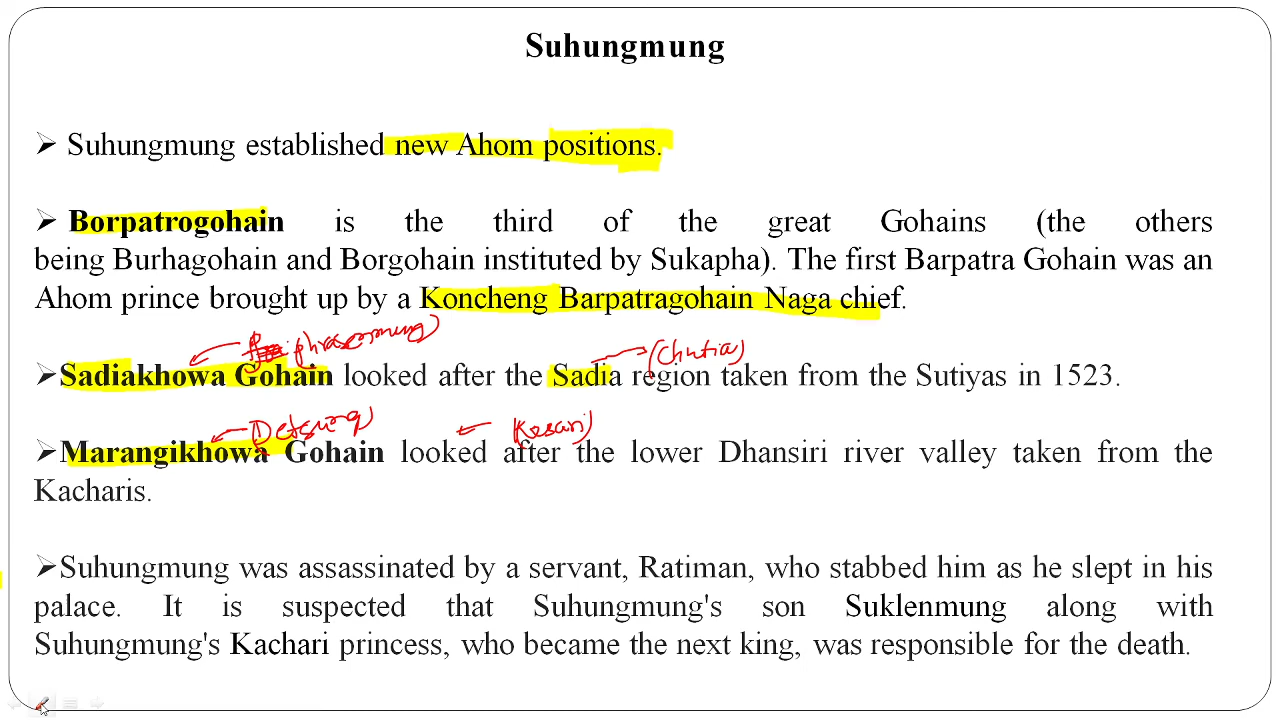 Suhungmung
➢ Suhungmung established new Ahom positions.
➢ Borpatrogohain is the third of the great Gohains (the others
being Burhagohain and Borgohain instituted by Sukapha). The first Barpatra Gohain was an
Ahom prince brought up by a Koncheng Barpatragohain Naga chief.
(Chutia)
➢Sadiakhowa Gohain looked after the Sadia region taken from the Sutiyas in 1523.
Detsung)
➢Marangikhowa Gohain looked after the lower Dhansiri river valley taken from the
Kacharis.
➢Suhungmung was assassinated by a servant, Ratiman, who stabbed him as he slept in his
palace. It is suspected that Suhungmung's son Suklenmung along with
Suhungmung's Kachari princess, who became the next king, was responsible for the death.